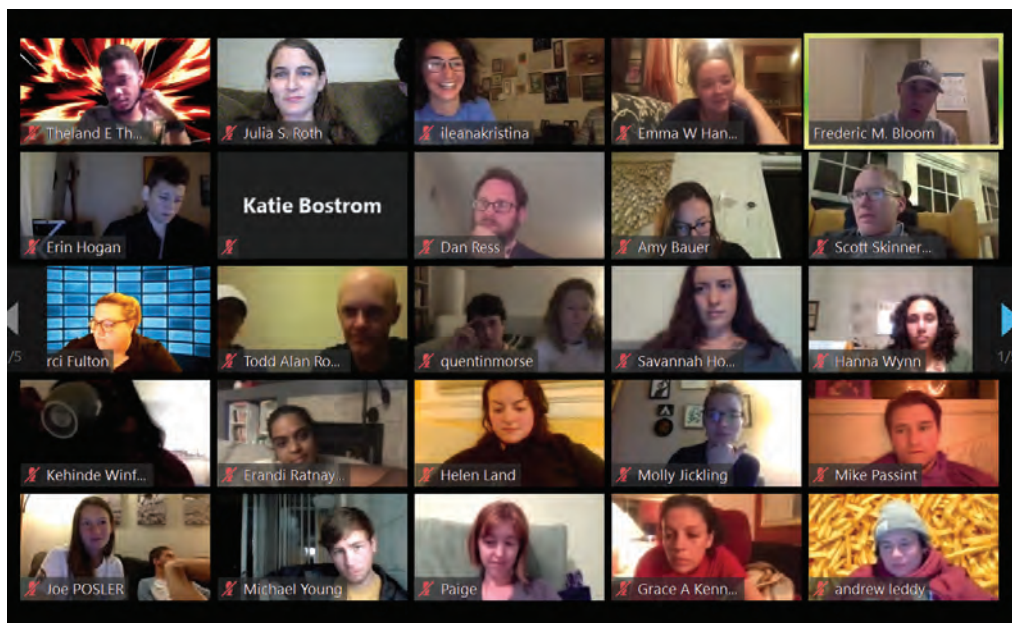 Theland E Th...
Julia S. Roth
ileanakristina
Emma W Han...
Frederic M. Bloom
Erin Hogan
Katie Bostrom
Dan Ress
Amy Bauer
Scott Skinner...
rci Fulton
Todd Alan Ro...
quentinmorse
Savannah Ho...
Hanna Wynn
/5
1/
Kehinde Winf...
Erandi Ratnay...
Helen Land
Molly Jickling
Mike Passint
Joe POSLER
Michael Young
Paige
Grace A Kenn...
andrew leddy